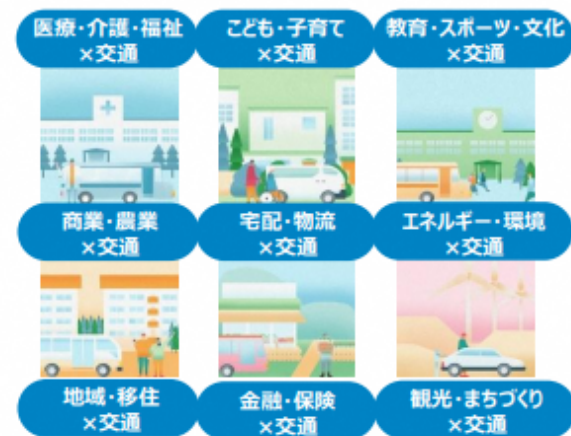 医療・介護・福祉
×交通
こども・子育て
×交通
教育・スポーツ・文化
×交通
商業・農業
×交通
宅配・物流
×交通
エネルギー・環境
×交通
地域・移住
×交通
金融・保険
×交通
観光・まちづくり
×交通